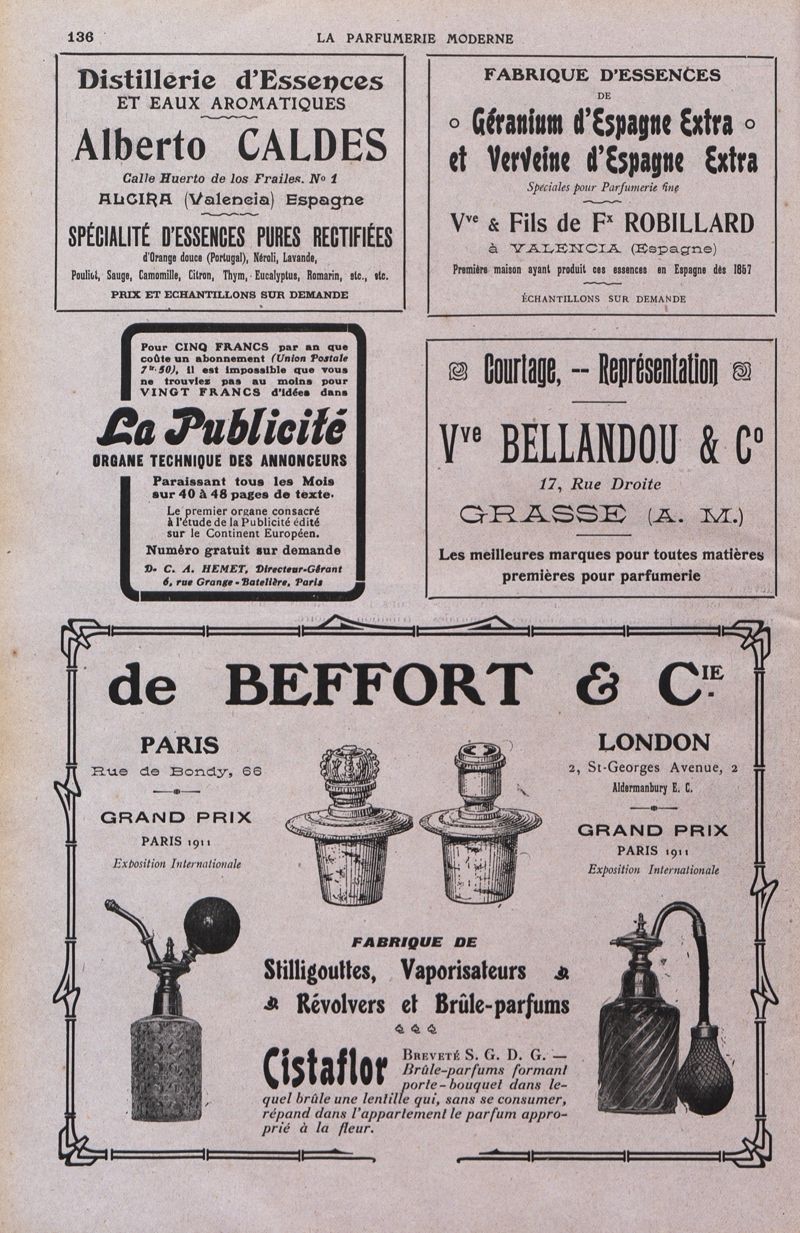 136
LA PARFUMERIE MODERNE
Distillerie d'Essences
ET EAUX AROMATIQUES
Alberto CALDES
Calle Huerto de los Frailes. Nº 1
ALCIRA (Valencia) Espagne
SPÉCIALITÉ D'ESSENCES PURES RECTIFIÉES
d'Orange douce (Portugal), Néroli, Lavande,
Pouliot, Sauge, Camomille, Citron, Thym, Eucalyptus, Romarin, etc., etc.
PRIX ET ECHANTILLONS SUR DEMANDE
FABRIQUE D'ESSENCES
DE
Géranium d'Espagne Extra
et Verveine d'Espagne Extra
Spéciales pour Parfumerie fine
Vve & Fils de Fx ROBILLARD
à VALENCIA (Espagne)
Première maison ayant produit ces essences en Espagne dès 1857
ÉCHANTILLONS SUR DEMANDE
Pour CINQ FRANCS par an que
coûte un abonnement (Union Postale
7 fr. 50), il est impossible que vous
ne trouviez pas au moins pour
VINGT FRANCS d'idées dans
La Publicité
ORGANE TECHNIQUE DES ANNONCEURS
Paraissant tous les Mois
sur 40 à 48 pages de texte.
Le premier organe consacré
à l'étude de la Publicité édité
sur le Continent Européen.
Numéro gratuit sur demande
D. C. A. HEMET, Directeur-Gérant
6, rue Grange-Batelière, Paris
Courtage, -- Représentation
Vve BELLANDOU & Co
17, Rue Droite
GRASSE (A. M.)
Les meilleures marques pour toutes matières
premières pour parfumerie
de BEFFORT & CIE.
PARIS
Rue de Bondy, 66
GRAND PRIX
PARIS 1911
Exposition Internationale
LONDON
2, St-Georges Avenue, 2
Aldermanbury E. C.
GRAND PRIX
PARIS 1911
Exposition Internationale
FABRIQUE DE
Stilligouttes, Vaporisateurs
Révolvers et Brûle-parfums
Cistaflor BREVETÉ S. G. D. G. —
Brûle-parfums formant
porte-bouquet dans le-
quel brûle une lentille qui, sans se consumer,
répand dans l'appartement le parfum appro-
prié à la fleur.